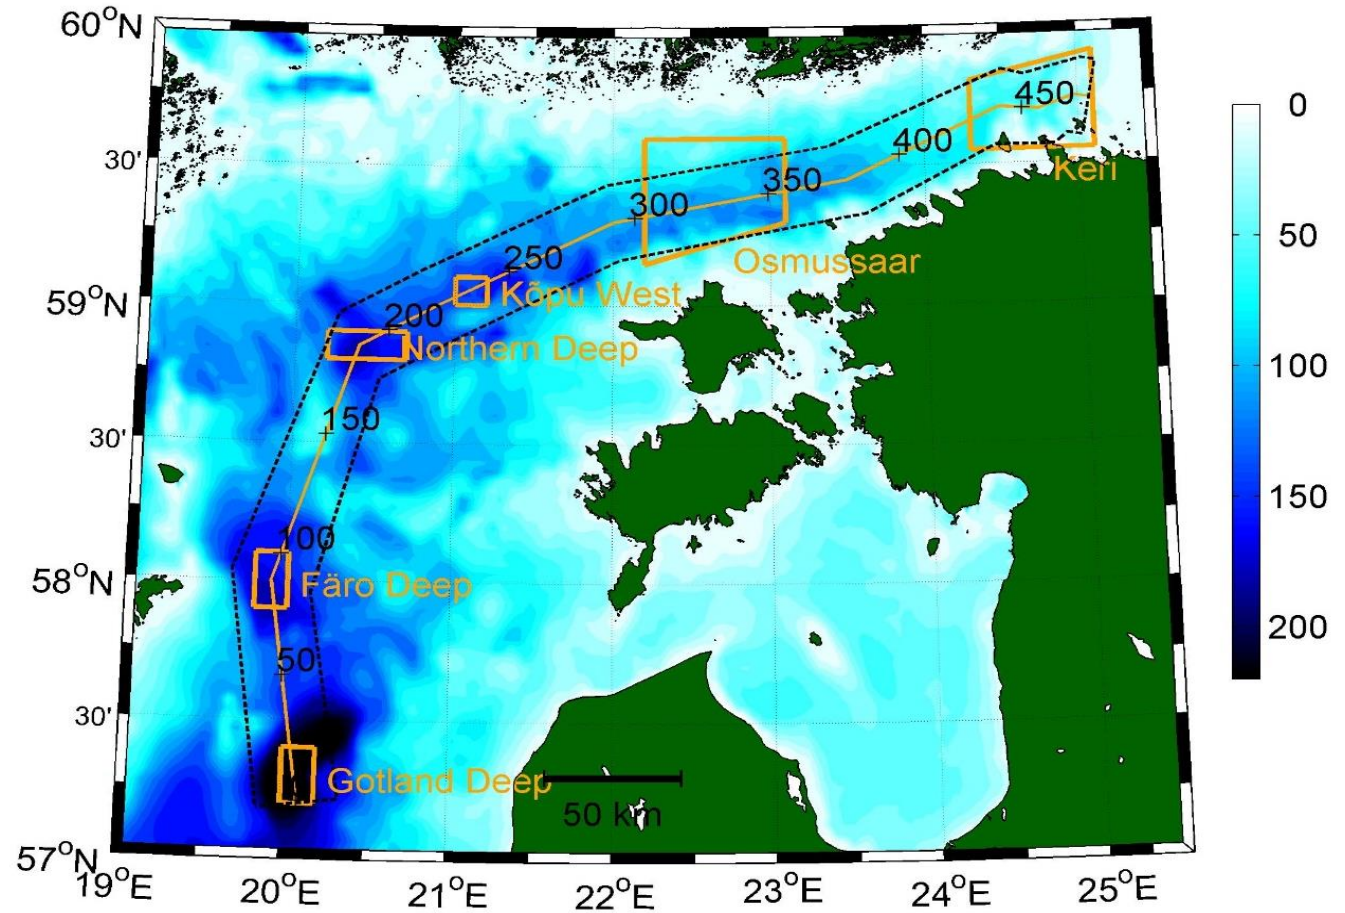 60°N
30'
59°N
30'
58°N
30'
57°N
19°E
20°E
21°E
22°E
23°E
24°E
25°E
450
400
350
300
250
200
150
100
50
Keri
Osmussaar
Kõpu West
Northern Deep
Färo Deep
Gotland Deep
50 km
0
50
100
150
200